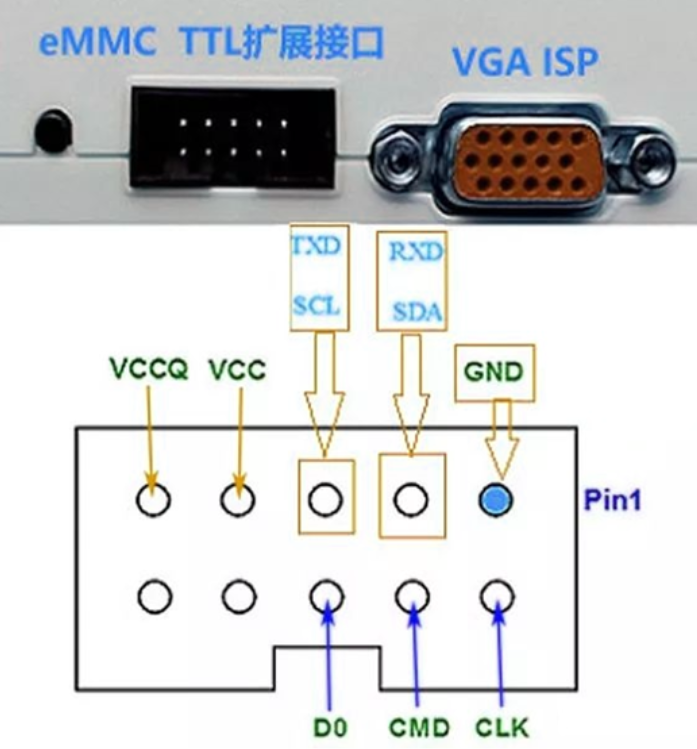 eMMC TTL扩展接口
VGA ISP
TXD
SCL
RXD
SDA
GND
VCCQ
VCC
Pin1
D0
CMD
CLK